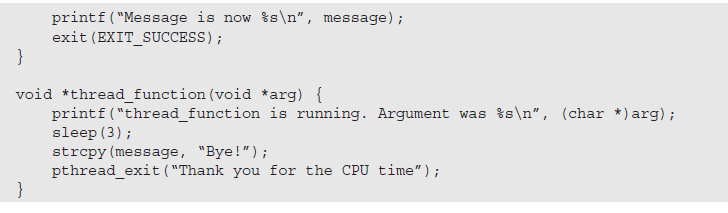 printf(“Message is now %s\n”, message);
exit(EXIT_SUCCESS);
}
void *thread_function(void *arg) {
printf(“thread_function is running. Argument was %s\n”, (char *)arg);
sleep(3);
strcpy(message, “Bye!”);
pthread_exit(“Thank you for the CPU time”);
}